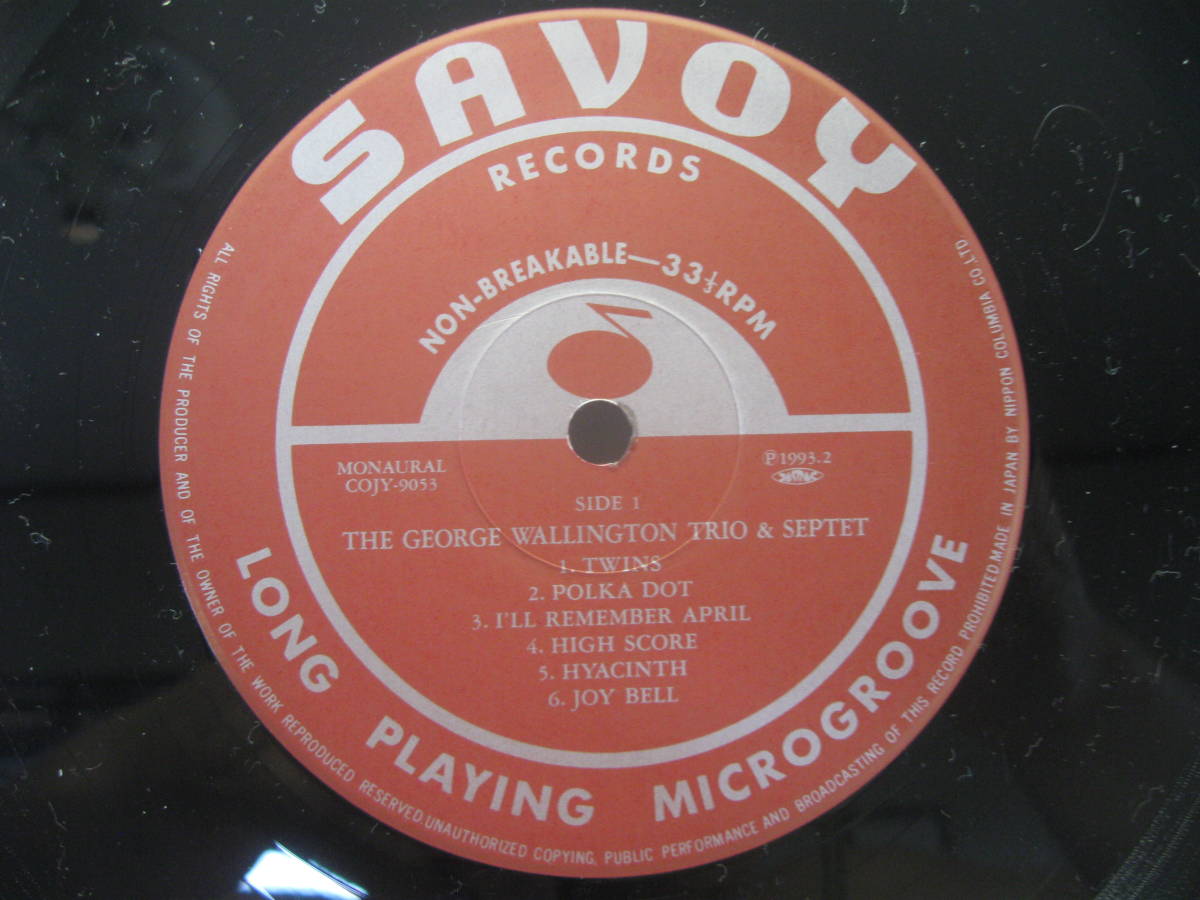 SAVOY
RECORDS
NON-BREAKABLE—33⅓RPM
MONAURAL
COJY-9053
℗1993.2
SIDE 1
THE GEORGE WALLINGTON TRIO & SEPTET
1. TWINS
2. POLKA DOT
3. I'LL REMEMBER APRIL
4. HIGH SCORE
5. HYACINTH
6. JOY BELL
LONG PLAYING MICROGROOVE
ALL RIGHTS OF THE PRODUCER AND OF THE OWNER OF THE WORK REPRODUCED RESERVED.UNAUTHORIZED COPYING, PUBLIC PERFORMANCE AND BROADCASTING OF THIS RECORD PROHIBITED.MADE IN JAPAN BY NIPPON COLUMBIA CO.LTD